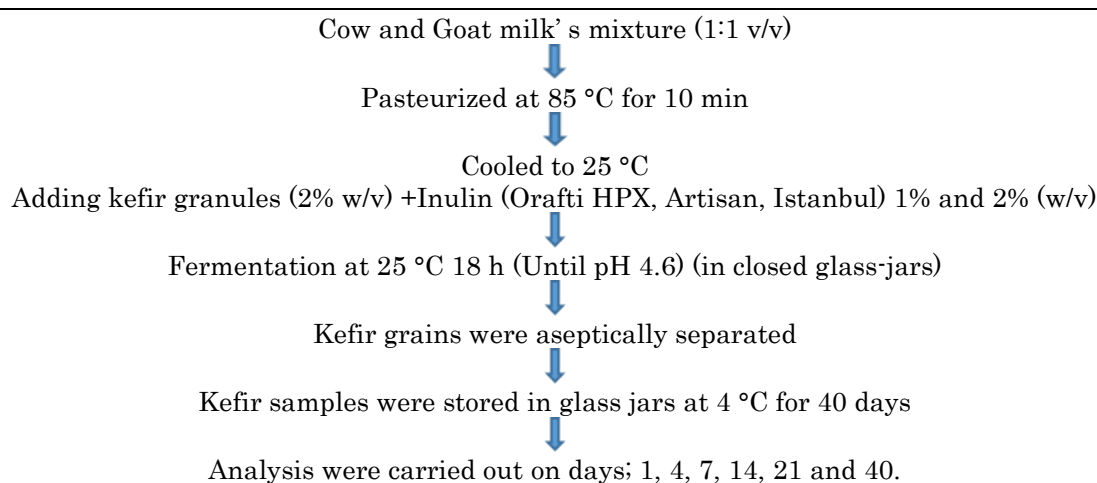 Cow and Goat milk’ s mixture (1:1 v/v)
Pasteurized at 85 °C for 10 min
Cooled to 25 °C
Adding kefir granules (2% w/v) +Inulin (Orafti HPX, Artisan, Istanbul) 1% and 2% (w/v)
Fermentation at 25 °C 18 h (Until pH 4.6) (in closed glass-jars)
Kefir grains were aseptically separated
Kefir samples were stored in glass jars at 4 °C for 40 days
Analysis were carried out on days; 1, 4, 7, 14, 21 and 40.